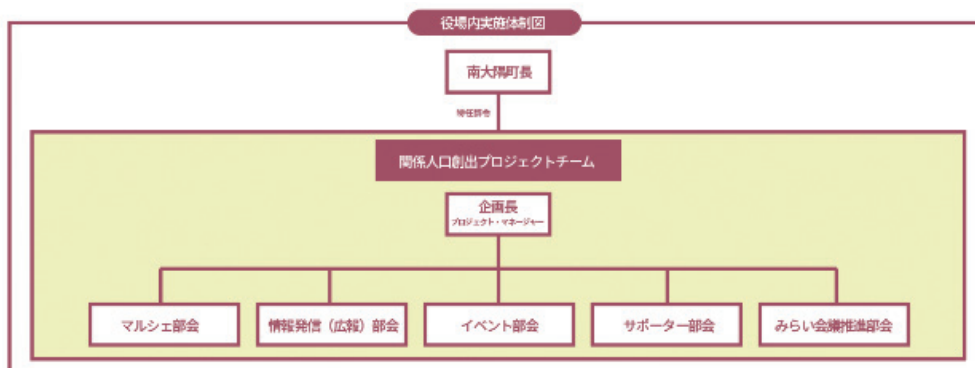 役場内実施体制図
南大隅町長
特任辞令
関係人口創出プロジェクトチーム
企画長
プロジェクト・マネージャー
マルシェ部会
情報発信（広報）部会
イベント部会
サポーター部会
みらい会議推進部会